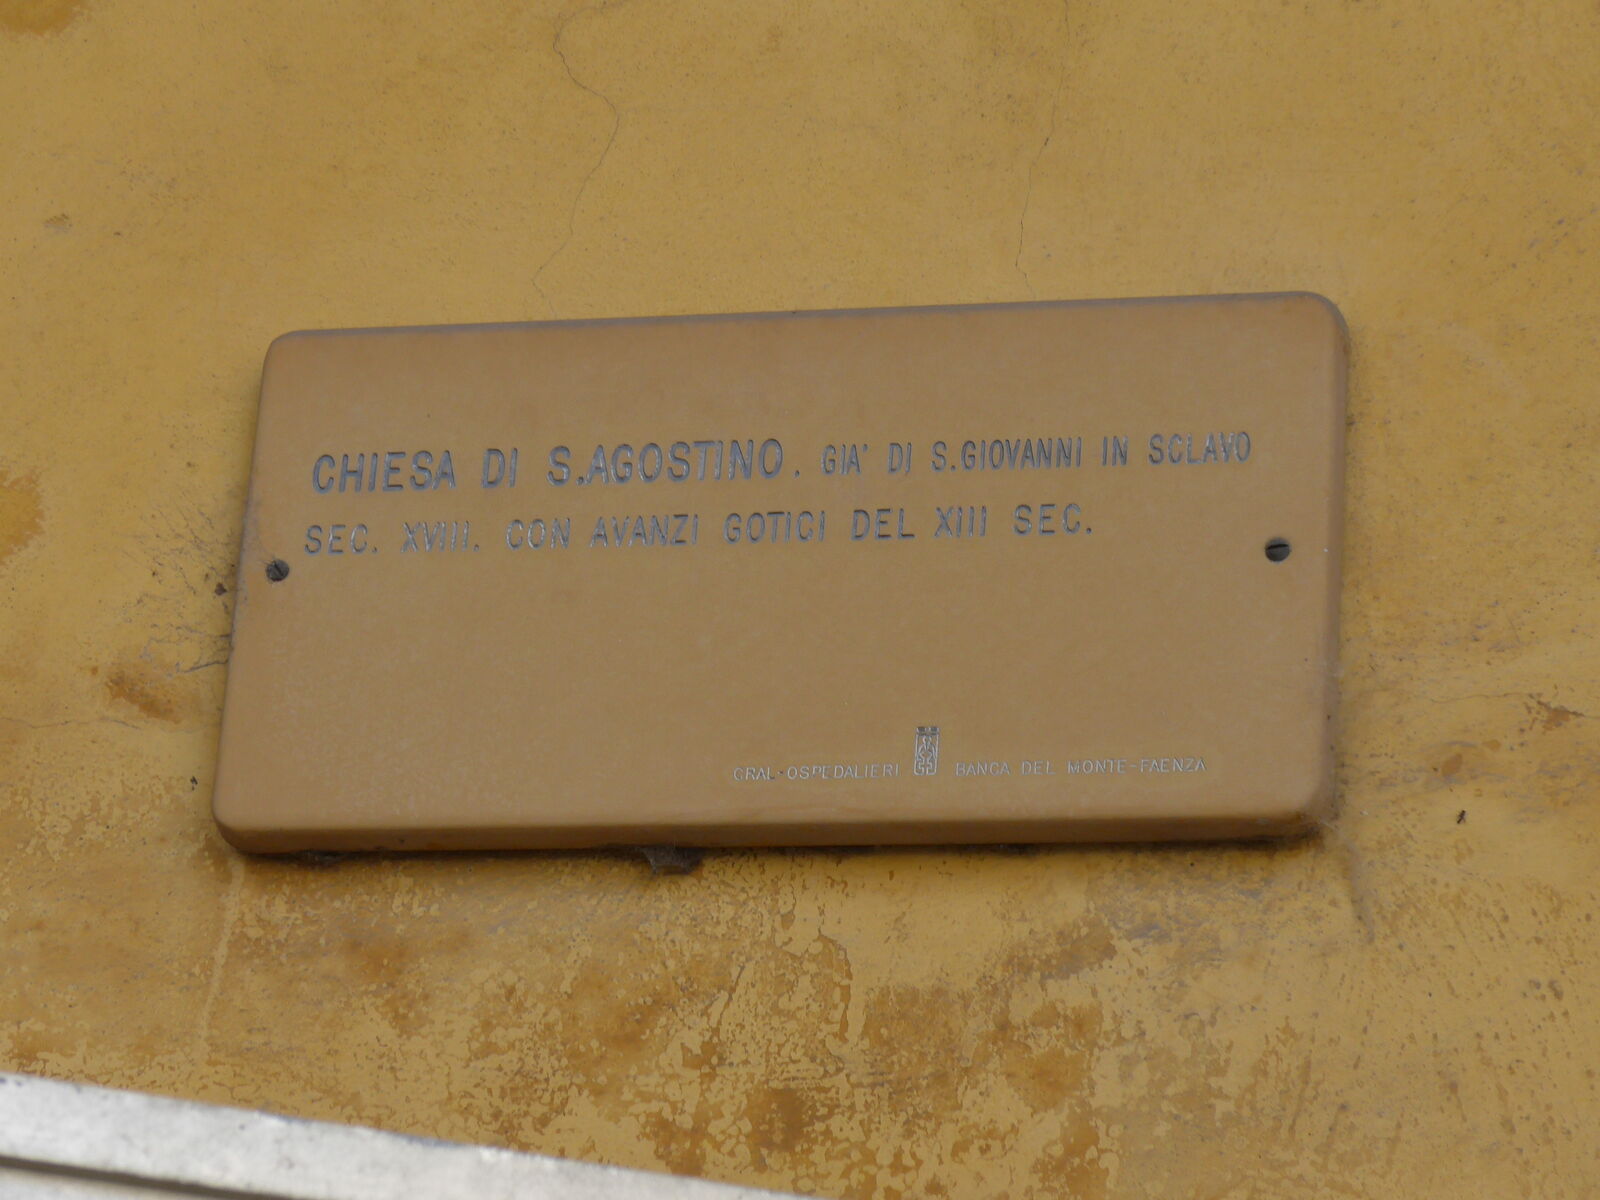 CHIESA DI S.AGOSTINO. GIA' DI S.GIOVANNI IN SCLAVO
SEC. XVIII. CON AVANZI GOTICI DEL XIII SEC.
CRAL-OSPEDALIERI BANCA DEL MONTE-FAENZA